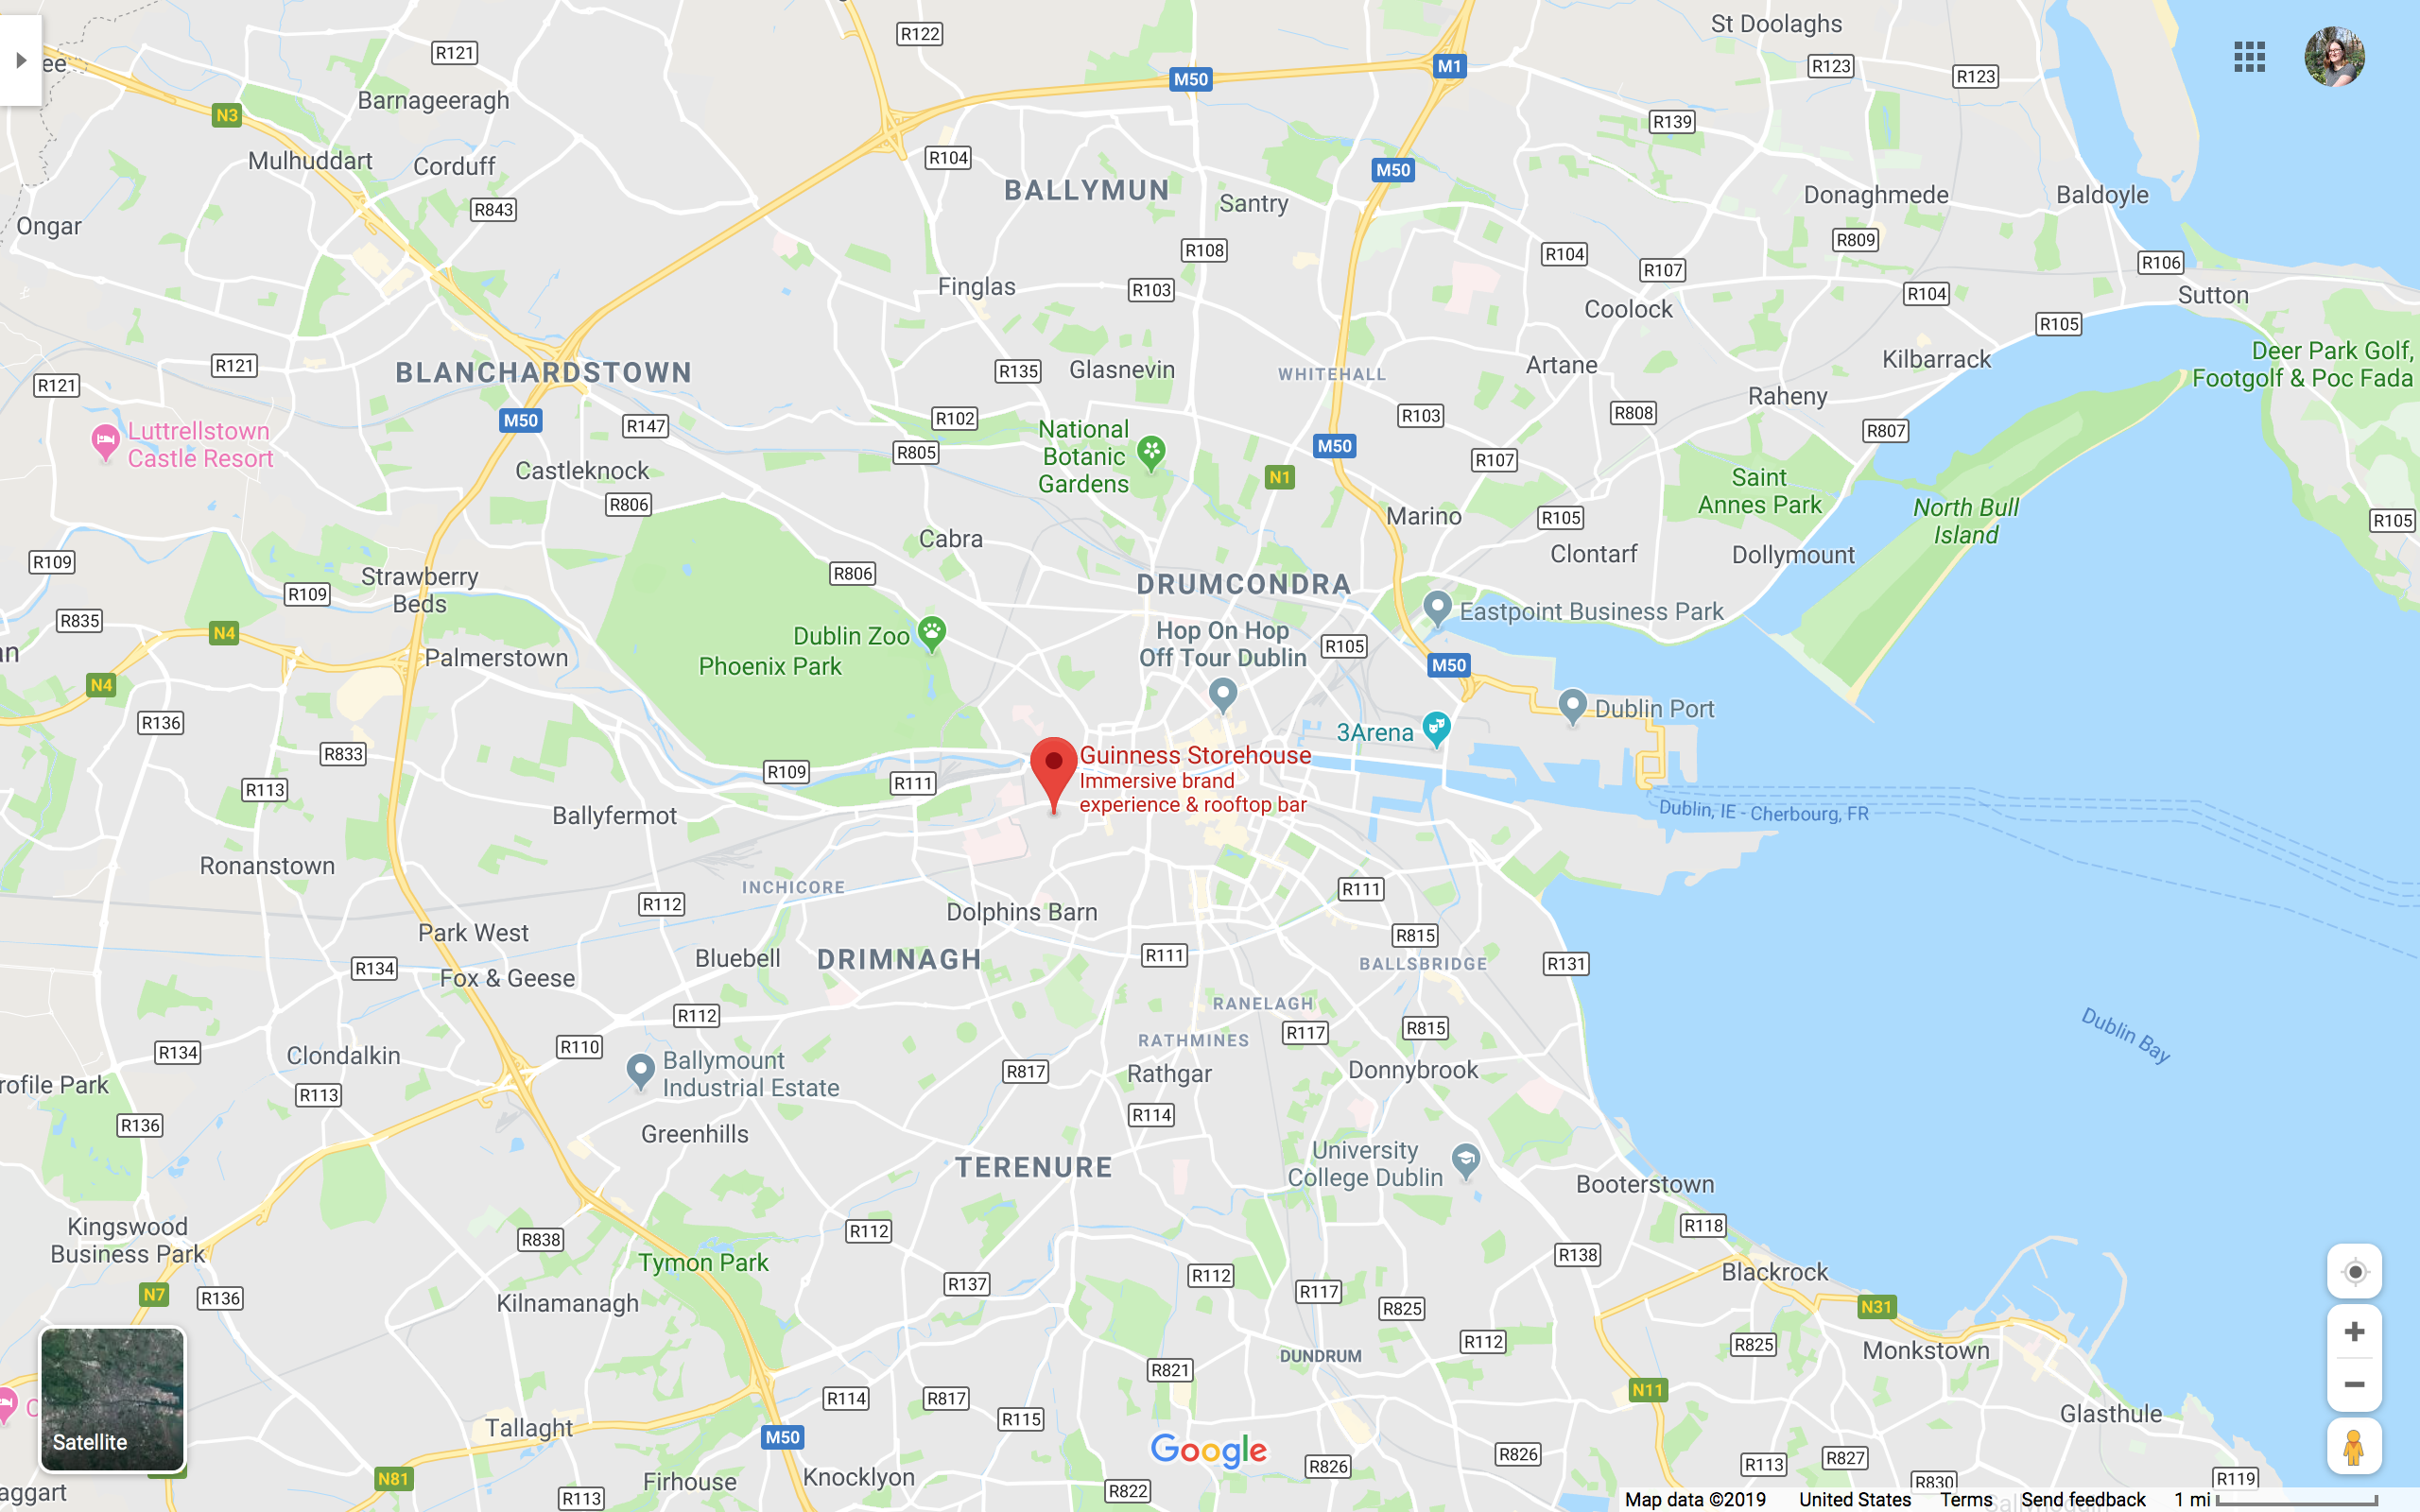 St Doolaghs
R122
R121
ee
M50
M1
R123
R123
Barnageeragh
N3
R139
Mulhuddart
Corduff
R104
M50
BALLYMUN
Santry
Donaghmede
Baldoyle
R843
Ongar
R108
R104
R809
R107
R106
Finglas
R103
Coolock
R104
Sutton
R105
Deer Park Golf,
Footgolf & Poc Fada
BLANCHARDSTOWN
R121
R121
R135
Glasnevin
WHITEHALL
Artane
Kilbarrack
Raheny
M50
R147
R102
R103
R808
R807
Luttrellstown
Castle Resort
National
Botanic
Gardens
R805
M50
R107
Castleknock
N1
Saint
Annes Park
R806
Marino
R105
North Bull
Island
R105
Cabra
Clontarf
Dollymount
R109
Strawberry
Beds
R806
R109
DRUMCONDRA
Eastpoint Business Park
R835
N4
Dublin Zoo
Phoenix Park
Hop On Hop
Off Tour Dublin
R105
an
Palmerstown
M50
N4
R136
Dublin Port
3Arena
R833
Guinness Storehouse
Immersive brand
experience & rooftop bar
R109
R111
R113
Ballyfermot
Dublin, IE - Cherbourg, FR
Ronanstown
INCHICORE
R111
R112
Dolphins Barn
Park West
R815
Bluebell
DRIMNAGH
R111
BALLSBRIDGE
R131
R134
Fox & Geese
RANELAGH
R112
R117
R815
Dublin Bay
RATHMINES
R134
Clondalkin
R110
Ballymount
Industrial Estate
R817
Rathgar
Donnybrook
rofile Park
R113
R114
R136
Greenhills
University
College Dublin
TERENURE
Booterstown
Kingswood
Business Park
R112
R118
R838
Tymon Park
R138
Blackrock
R137
R112
R117
N7
R136
Kilnamanagh
R825
N31
R112
R825
Monkstown
DUNDRUM
R821
C
R114
R817
N11
Glasthule
Tallaght
R115
M50
Satellite
Google
R826
R826
R113
R827
R119
N81
Firhouse
Knocklyon
R830
aggart
R113
R822
Map data ©2019
United States
Terms
Send feedback
1 mi